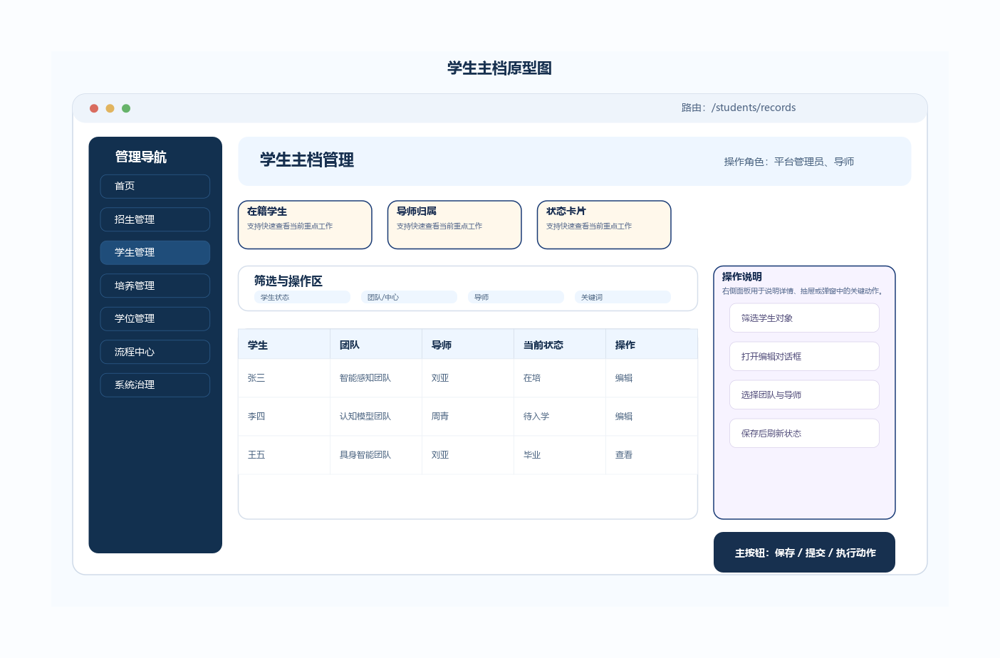 学生主档原型图
路由：/students/records
管理导航
首页
招生管理
学生管理
培养管理
学位管理
流程中心
系统治理
学生主档管理
操作角色：平台管理员、导师
在籍学生
支持快速查看当前重点工作
导师归属
支持快速查看当前重点工作
状态卡片
支持快速查看当前重点工作
筛选与操作区
学生状态 团队/中心 导师 关键词
学生 团队 导师 当前状态 操作
张三 智能感知团队 刘亚 在培 编辑
李四 认知模型团队 周青 待入学 编辑
王五 具身智能团队 刘亚 毕业 查看
操作说明
右侧面板用于说明详情、抽屉或弹窗中的关键动作。
筛选学生对象
打开编辑对话框
选择团队与导师
保存后刷新状态
主按钮：保存 / 提交 / 执行动作